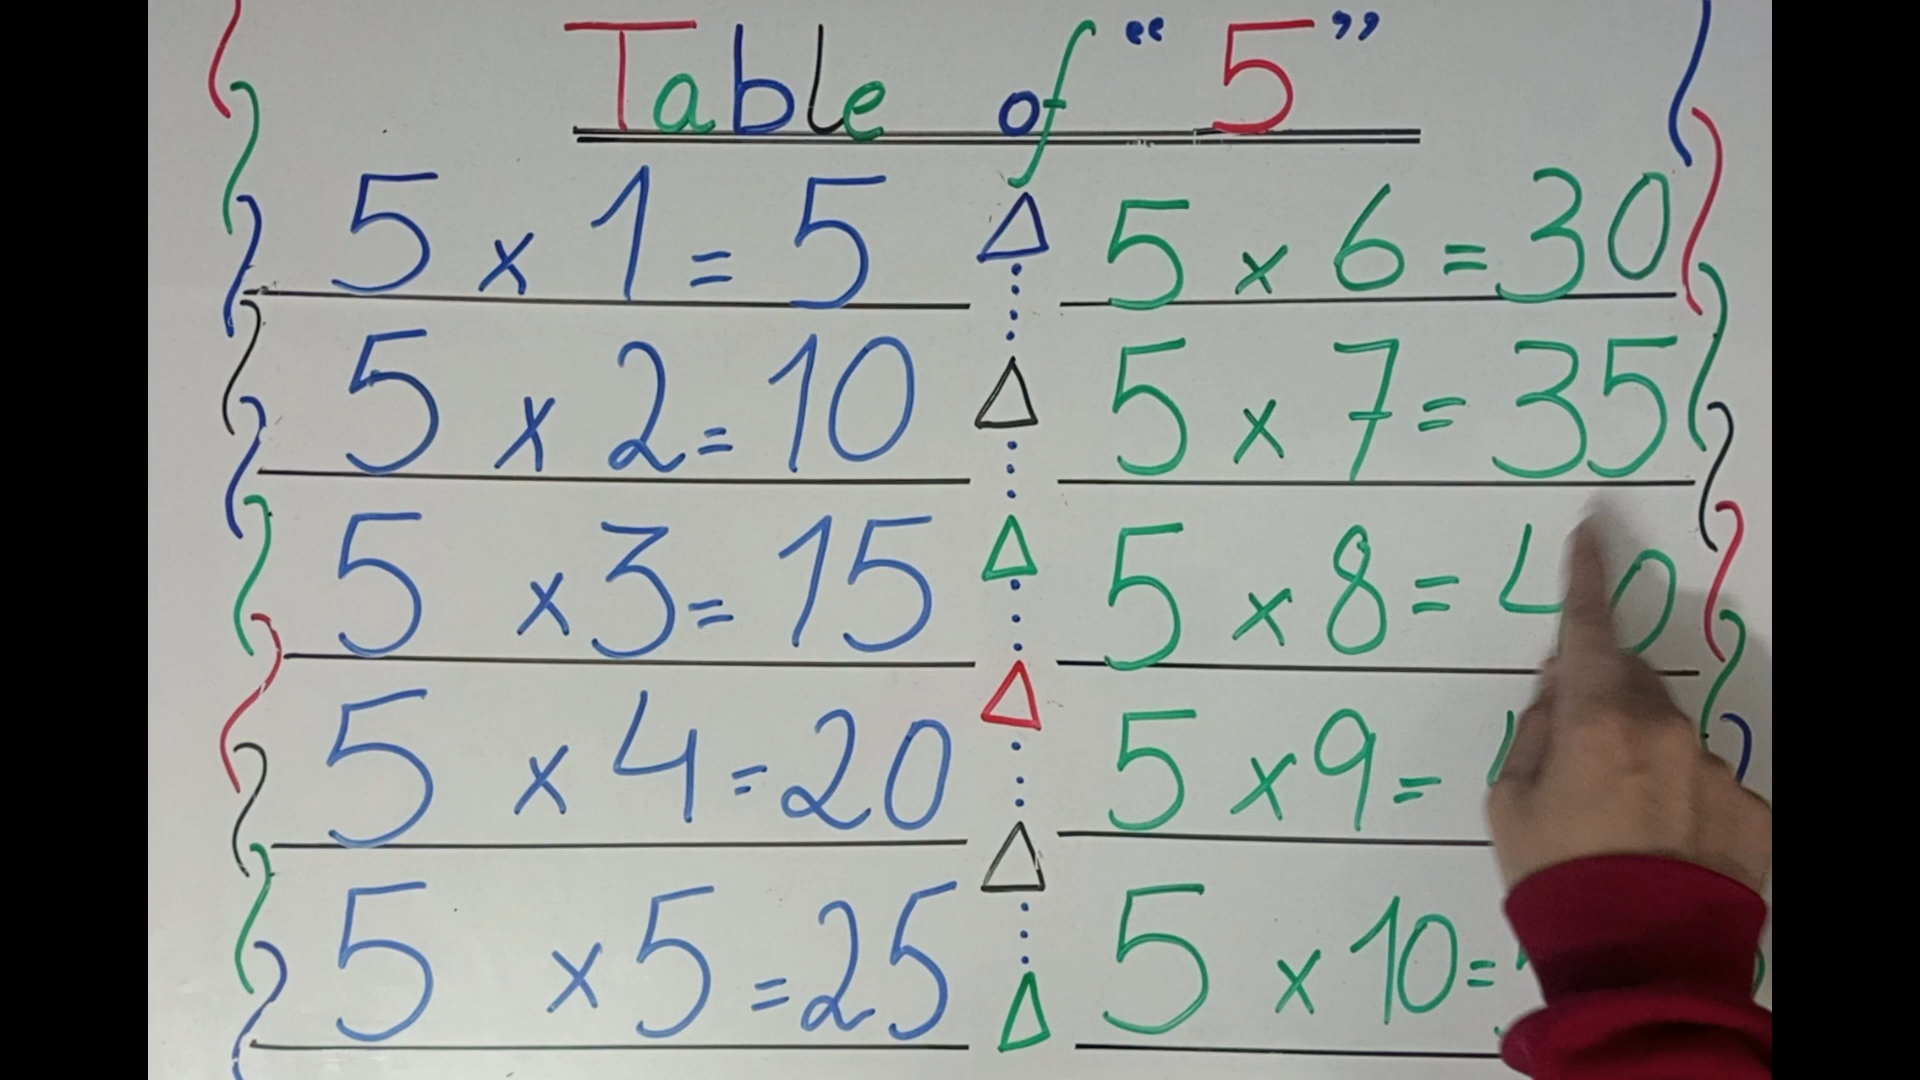 Table of “5”
5 x 1 = 5
5 x 2 = 10
5 x 3 = 15
5 x 4 = 20
5 x 5 = 25
5 x 6 = 30
5 x 7 = 35
5 x 8 = 40
5 x 9 =
5 x 10 =